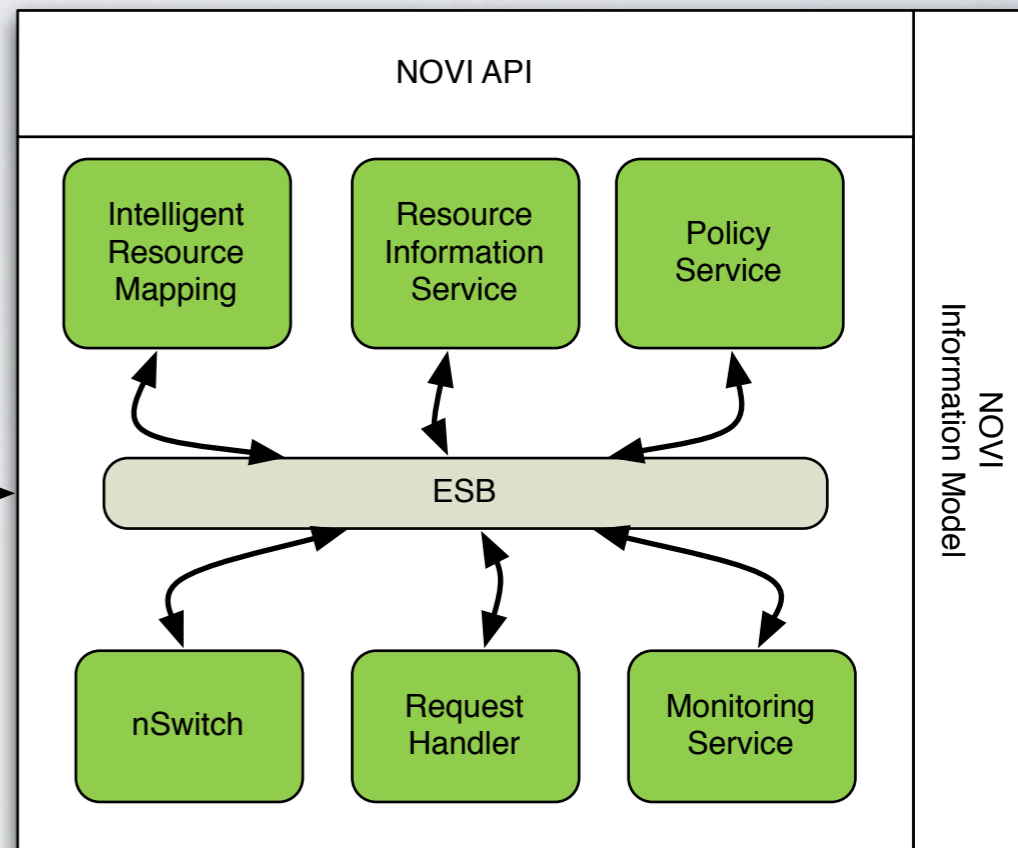 NOVI API
Intelligent
Resource
Mapping
Resource
Information
Service
Policy
Service
ESB
nSwitch
Request
Handler
Monitoring
Service
NOVI
Information Model